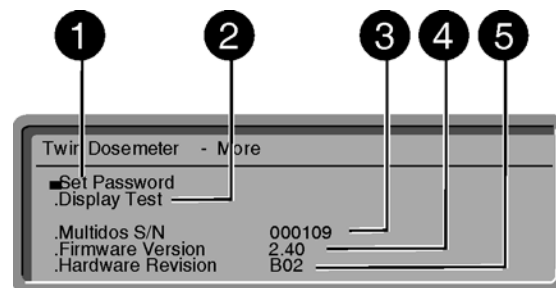 1 2 3 4 5
Twin Dosemeter - More
Set Password
.Display Test
.Multidos S/N 000109
.Firmware Version 2.40
.Hardware Revision B02